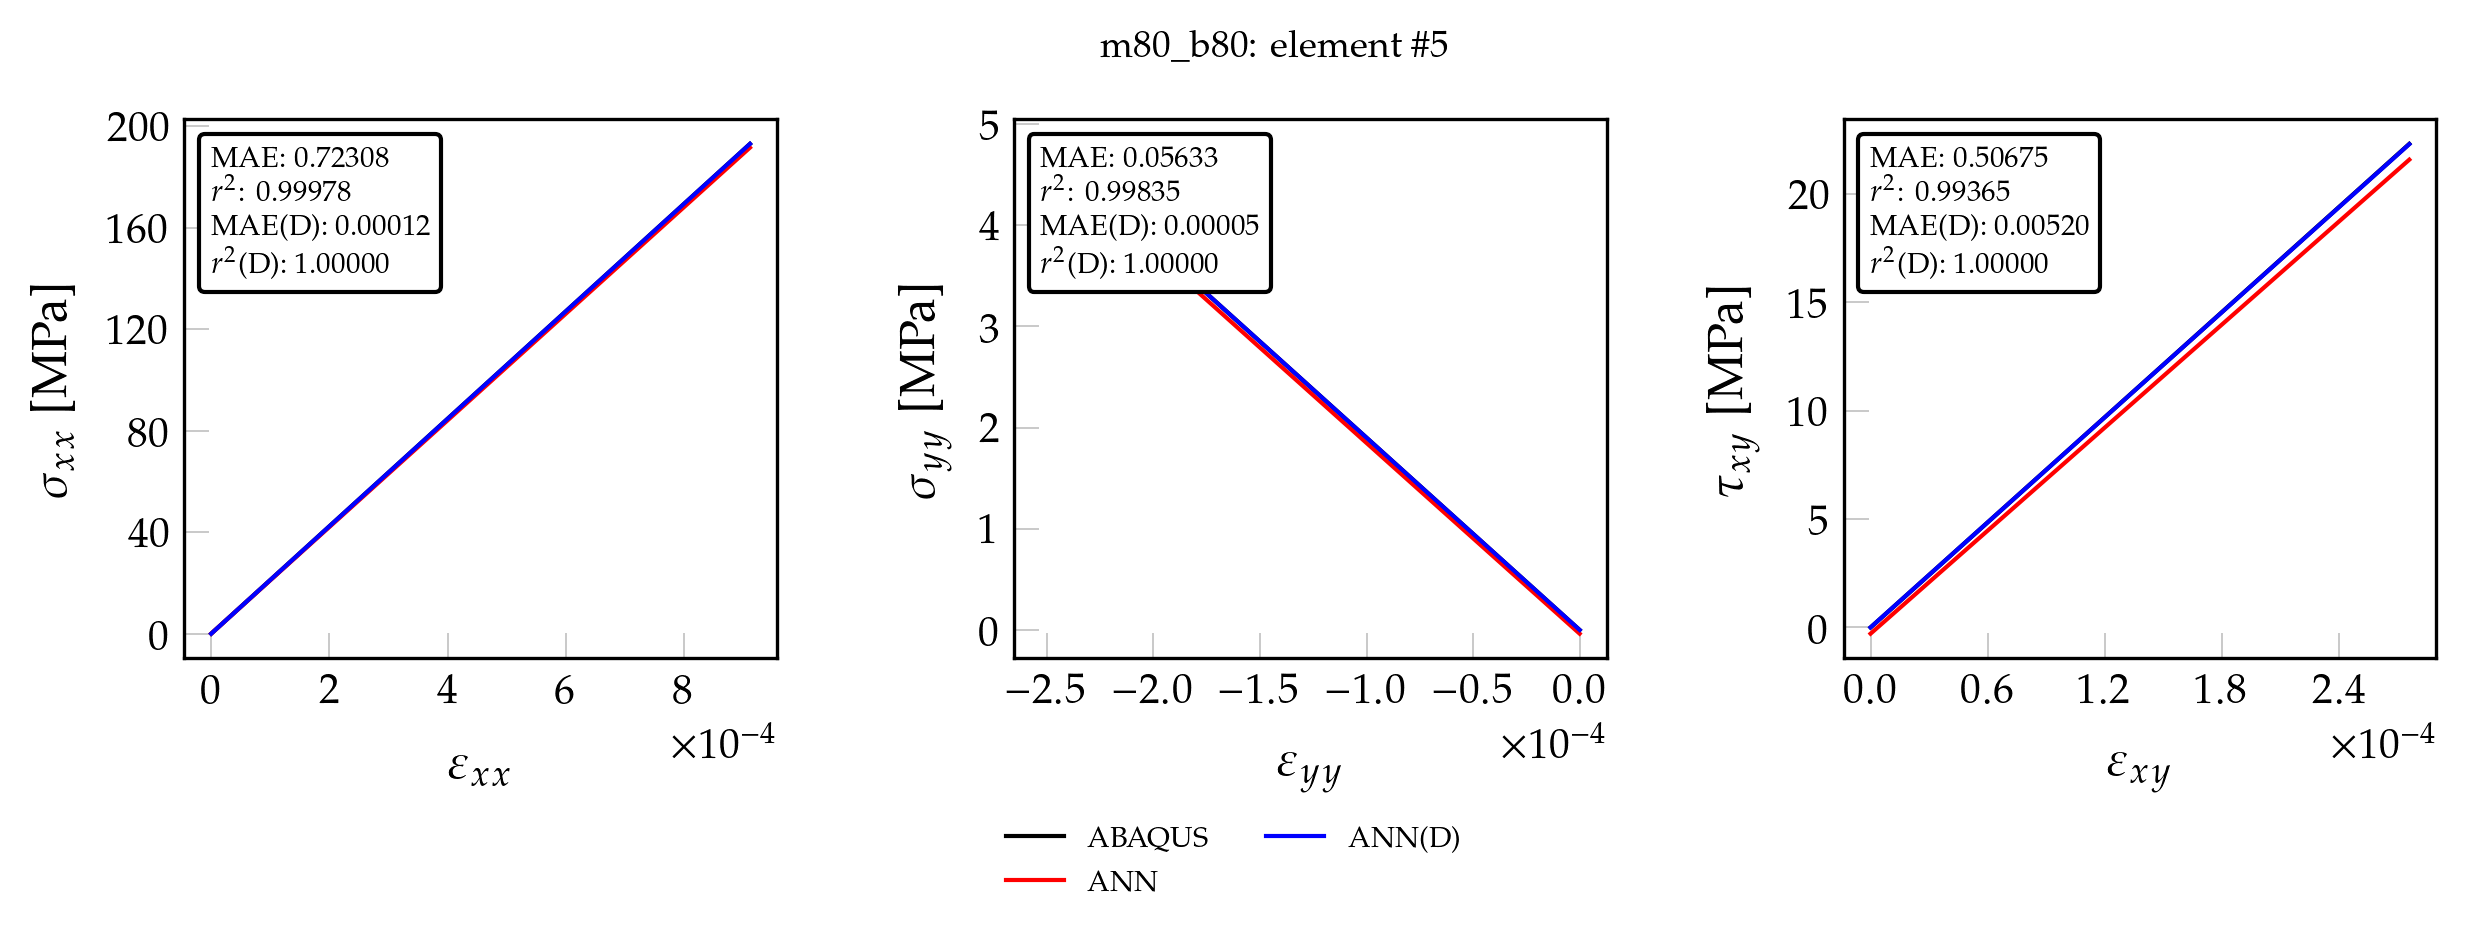 m80_b80: element #5
200
160
120
80
40
0
σxx [MPa]
MAE: 0.72308
r²: 0.99978
MAE(D): 0.00012
r²(D): 1.00000
0 2 4 6 8
×10⁻⁴
εxx
5
4
3
2
1
0
σyy [MPa]
MAE: 0.05633
r²: 0.99835
MAE(D): 0.00005
r²(D): 1.00000
−2.5 −2.0 −1.5 −1.0 −0.5 0.0
×10⁻⁴
εyy
20
15
10
5
0
τxy [MPa]
MAE: 0.50675
r²: 0.99365
MAE(D): 0.00520
r²(D): 1.00000
0.0 0.6 1.2 1.8 2.4
×10⁻⁴
εxy
ABAQUS
ANN
ANN(D)